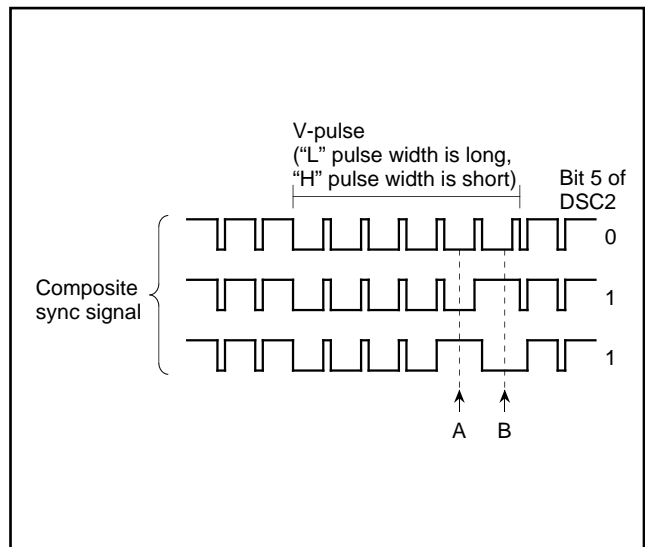 V-pulse
(“L” pulse width is long,
“H” pulse width is short)
Bit 5 of
DSC2
0
Composite
sync signal
1
1
A B